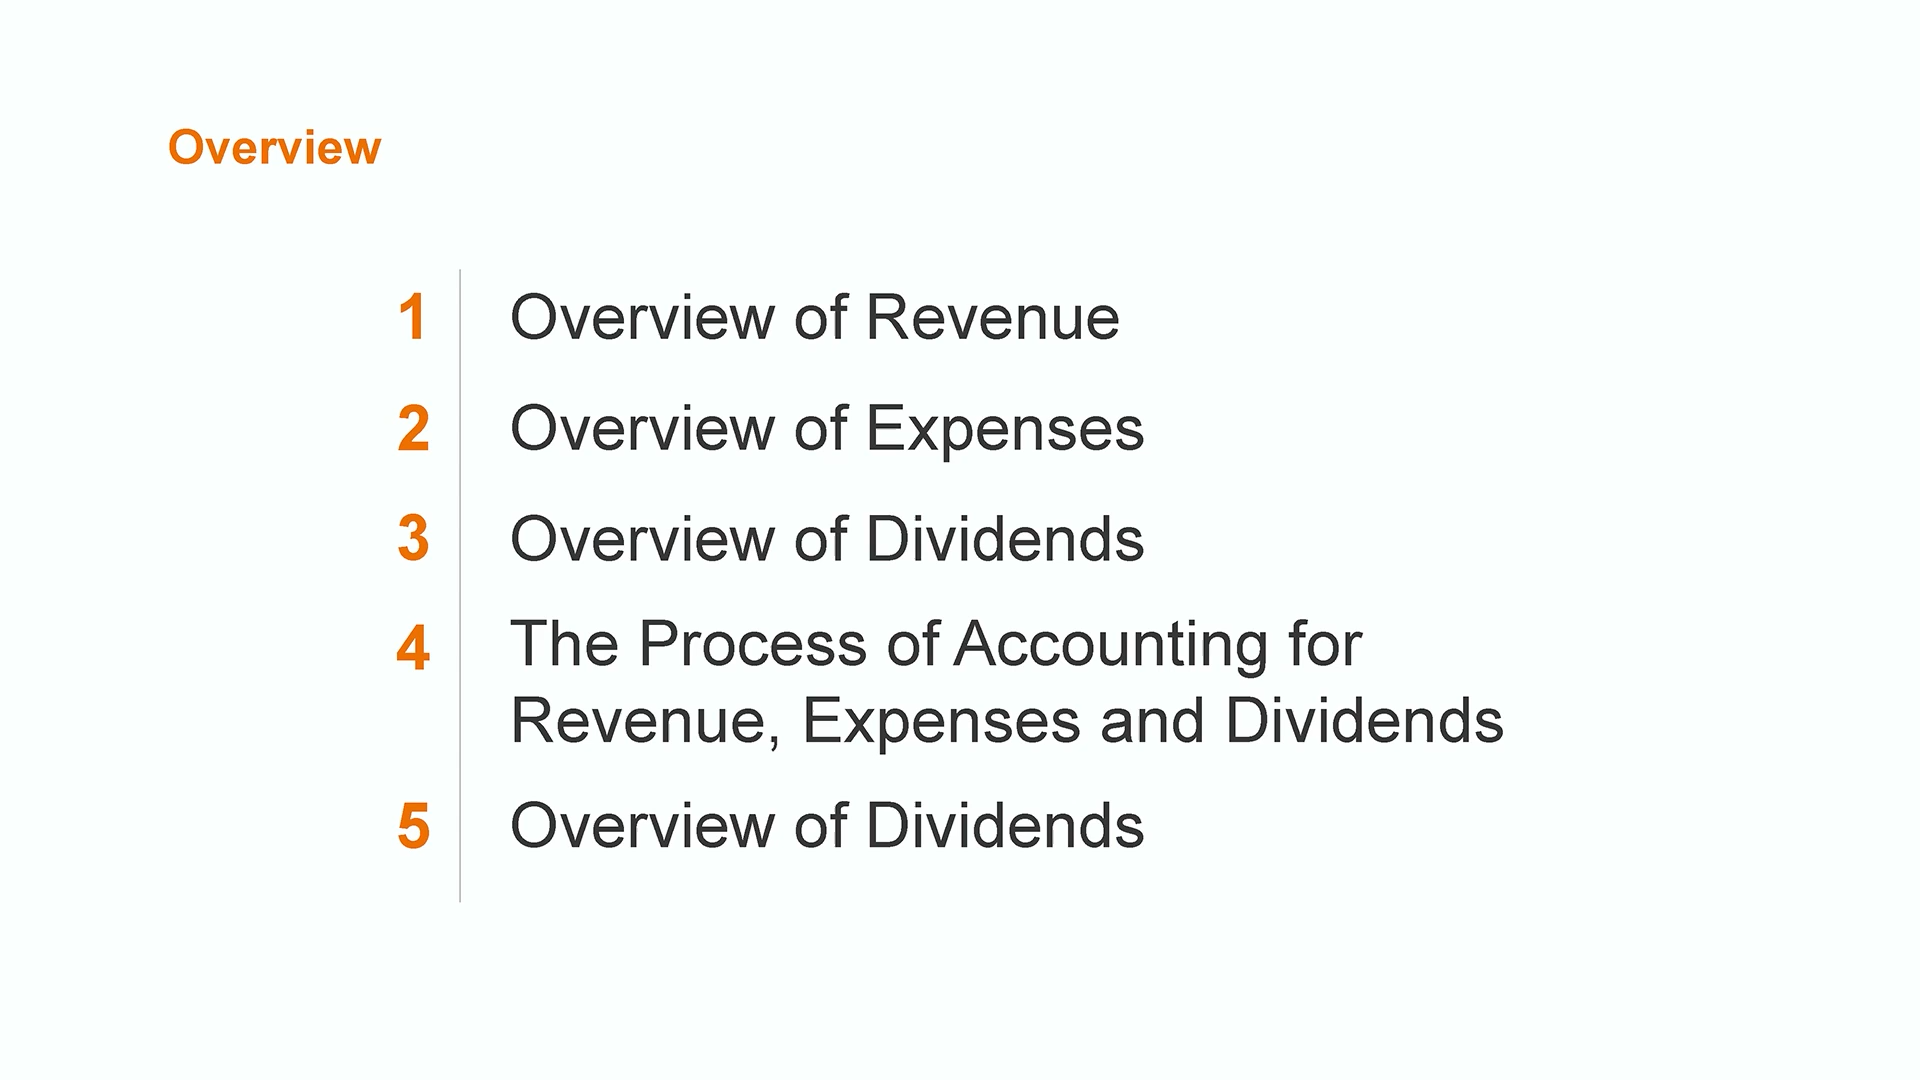 Overview
1 Overview of Revenue
2 Overview of Expenses
3 Overview of Dividends
4 The Process of Accounting for
Revenue, Expenses and Dividends
5 Overview of Dividends